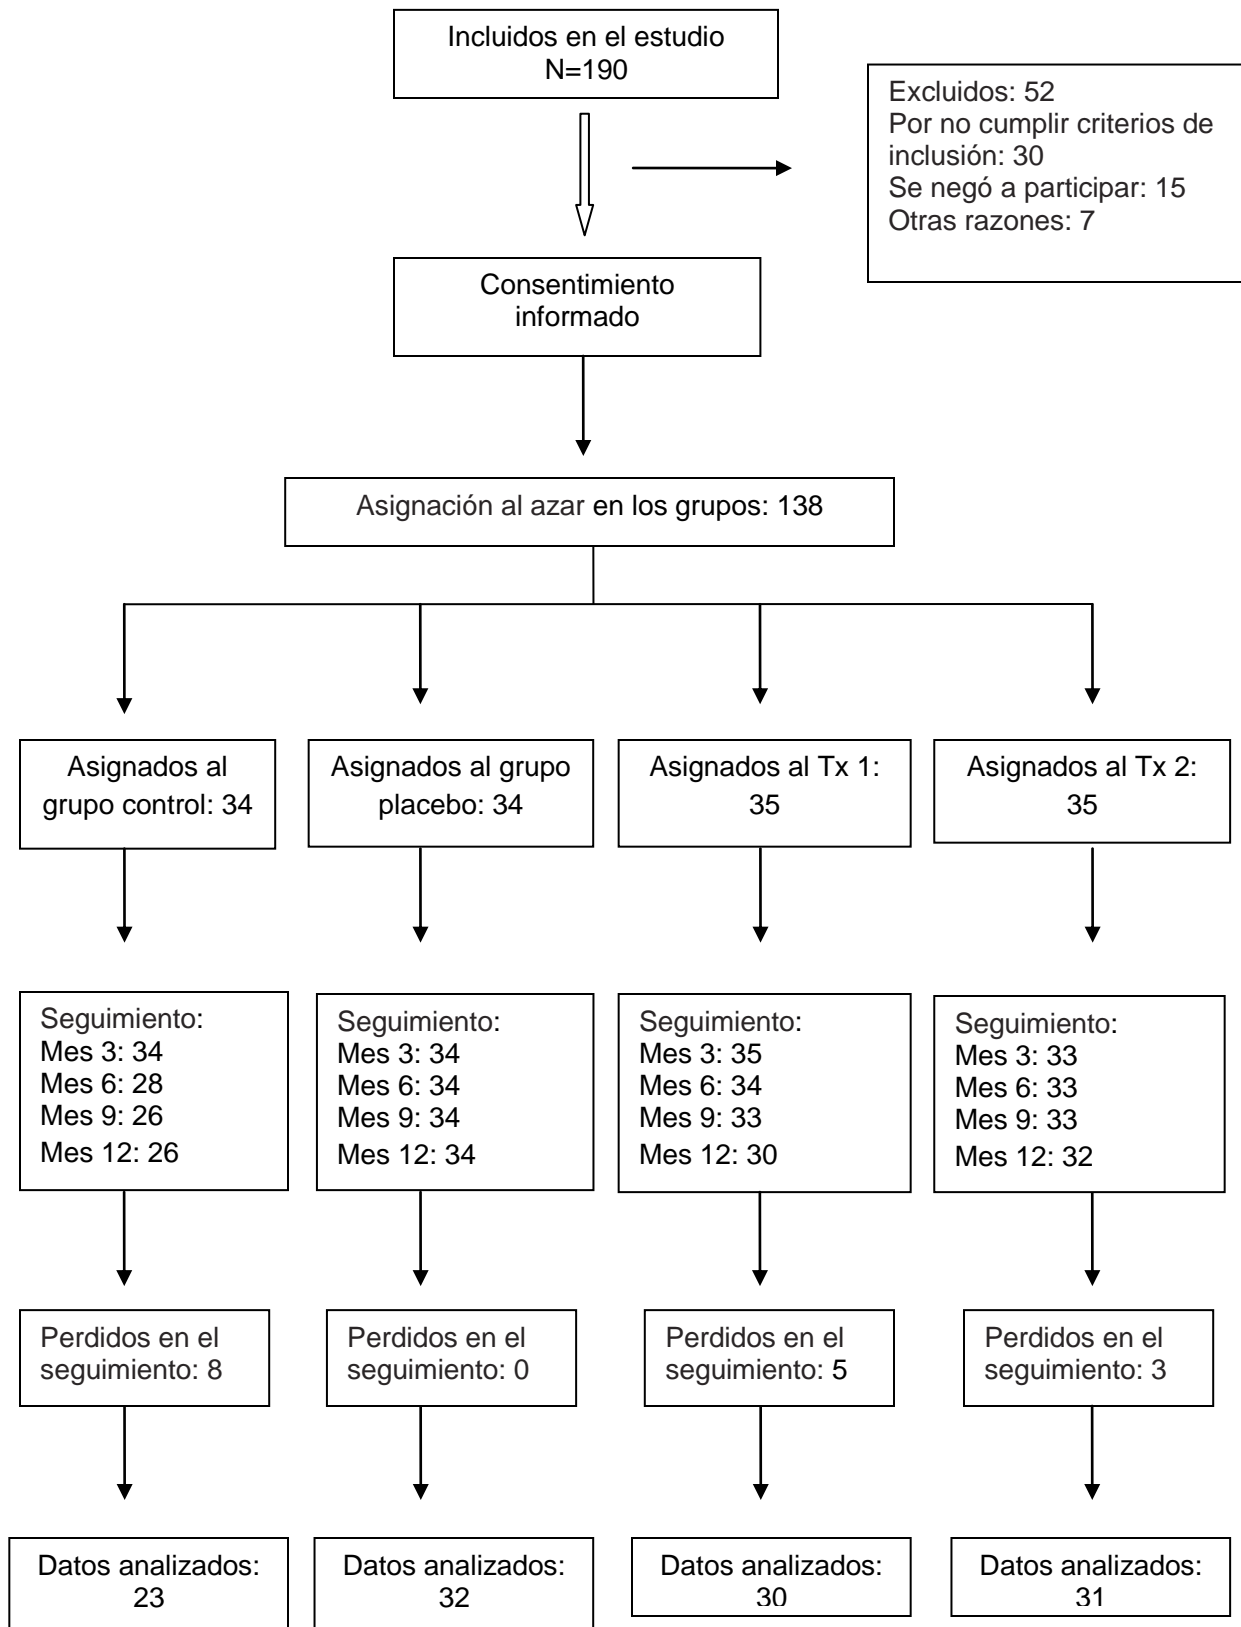 Incluidos en el estudio
N=190
Excluidos: 52
Por no cumplir criterios de
inclusión: 30
Se negó a participar: 15
Otras razones: 7
Consentimiento
informado
Asignación al azar en los grupos: 138
Asignados al
grupo control: 34
Asignados al grupo
placebo: 34
Asignados al Tx 1:
35
Asignados al Tx 2:
35
Seguimiento:
Mes 3: 34
Mes 6: 28
Mes 9: 26
Mes 12: 26
Seguimiento:
Mes 3: 34
Mes 6: 34
Mes 9: 34
Mes 12: 34
Seguimiento:
Mes 3: 35
Mes 6: 34
Mes 9: 33
Mes 12: 30
Seguimiento:
Mes 3: 33
Mes 6: 33
Mes 9: 33
Mes 12: 32
Perdidos en el
seguimiento: 8
Perdidos en el
seguimiento: 0
Perdidos en el
seguimiento: 5
Perdidos en el
seguimiento: 3
Datos analizados:
23
Datos analizados:
32
Datos analizados:
30
Datos analizados:
31